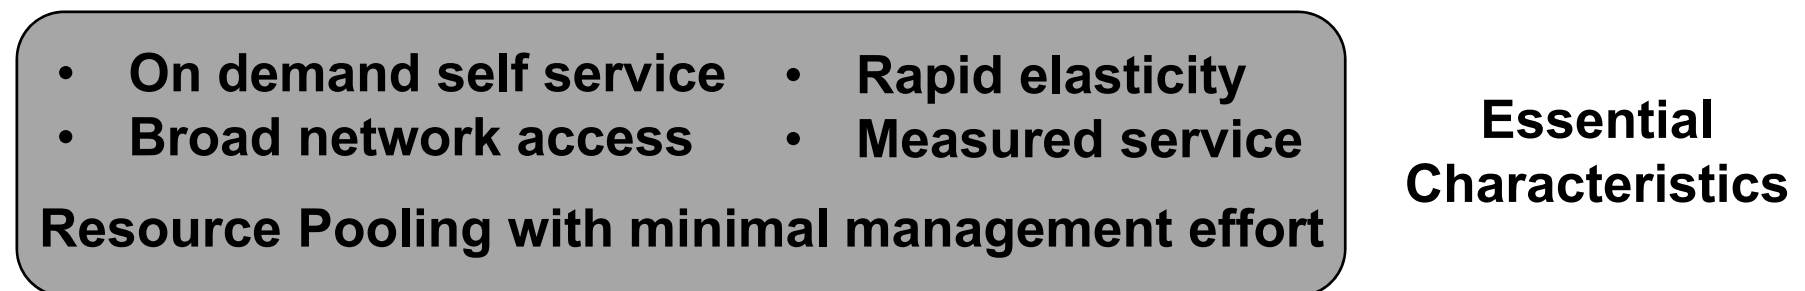 • On demand self service
• Broad network access
• Rapid elasticity
• Measured service
Resource Pooling with minimal management effort
Essential
Characteristics